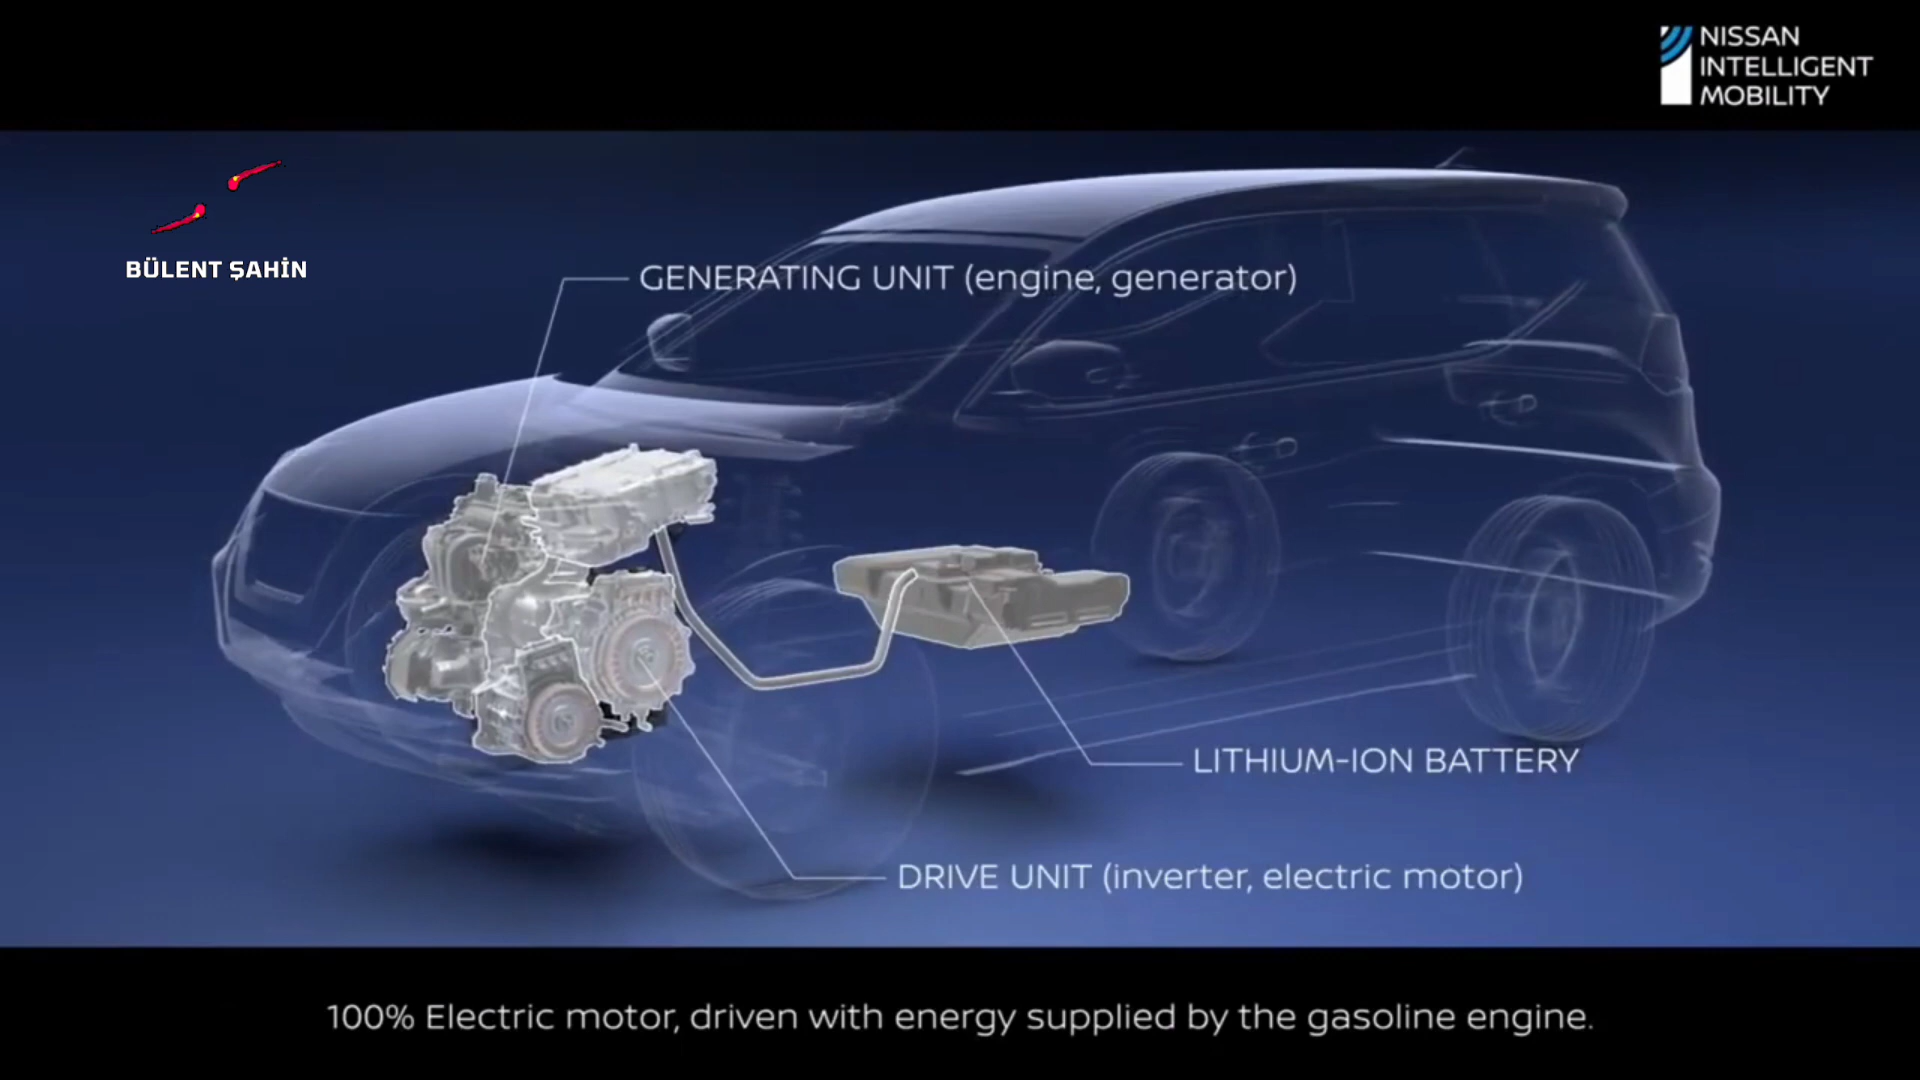 NISSAN
INTELLIGENT
MOBILITY
BÜLENT ŞAHİN
GENERATING UNIT (engine, generator)
LITHIUM-ION BATTERY
DRIVE UNIT (inverter, electric motor)
100% Electric motor, driven with energy supplied by the gasoline engine.